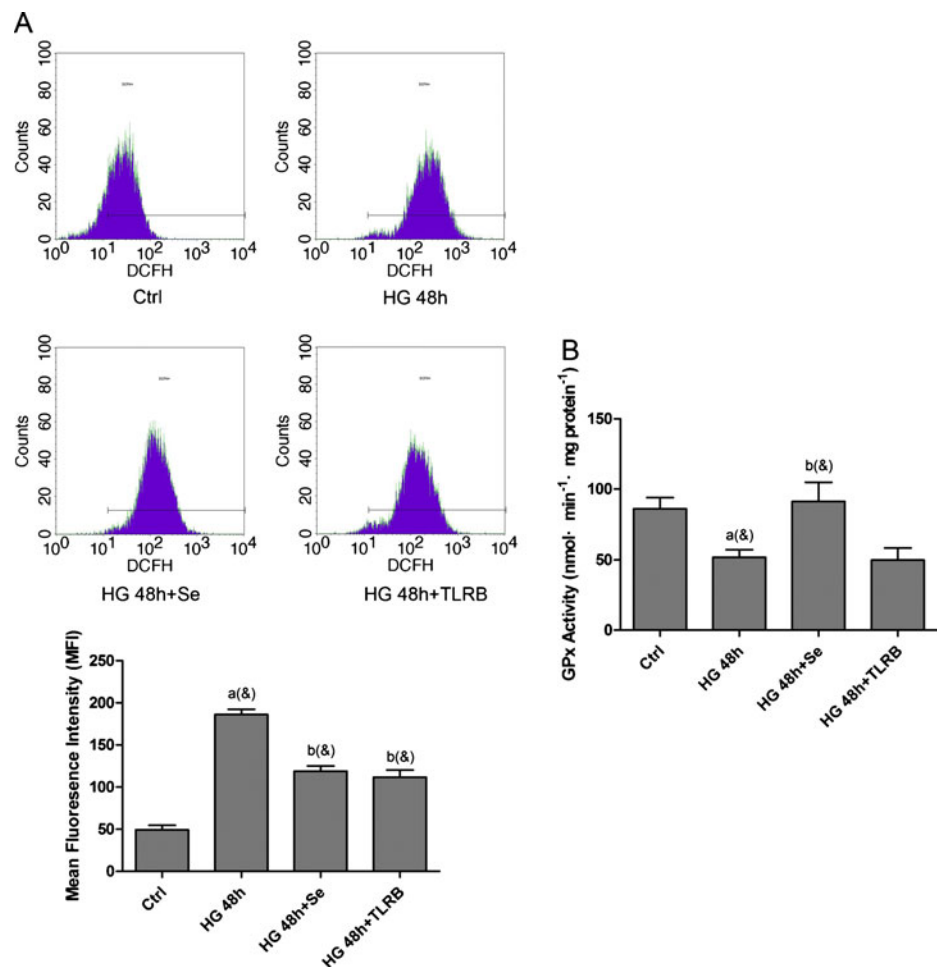 A
100
80
60
40
20
0
Counts
10⁰ 10¹ 10² 10³ 10⁴
DCFH
Ctrl
100
80
60
40
20
0
Counts
10⁰ 10¹ 10² 10³ 10⁴
DCFH
HG 48h
100
80
60
40
20
0
Counts
10⁰ 10¹ 10² 10³ 10⁴
DCFH
HG 48h+Se
100
80
60
40
20
0
Counts
10⁰ 10¹ 10² 10³ 10⁴
DCFH
HG 48h+TLRB
Mean Fluoresence Intensity (MFI)
250
200
150
100
50
0
a(&)
b(&)
b(&)
Ctrl
HG 48h
HG 48h+Se
HG 48h+TLRB
B
GPx Activity (nmol· min⁻¹· mg protein⁻¹)
150
100
50
0
a(&)
b(&)
Ctrl
HG 48h
HG 48h+Se
HG 48h+TLRB